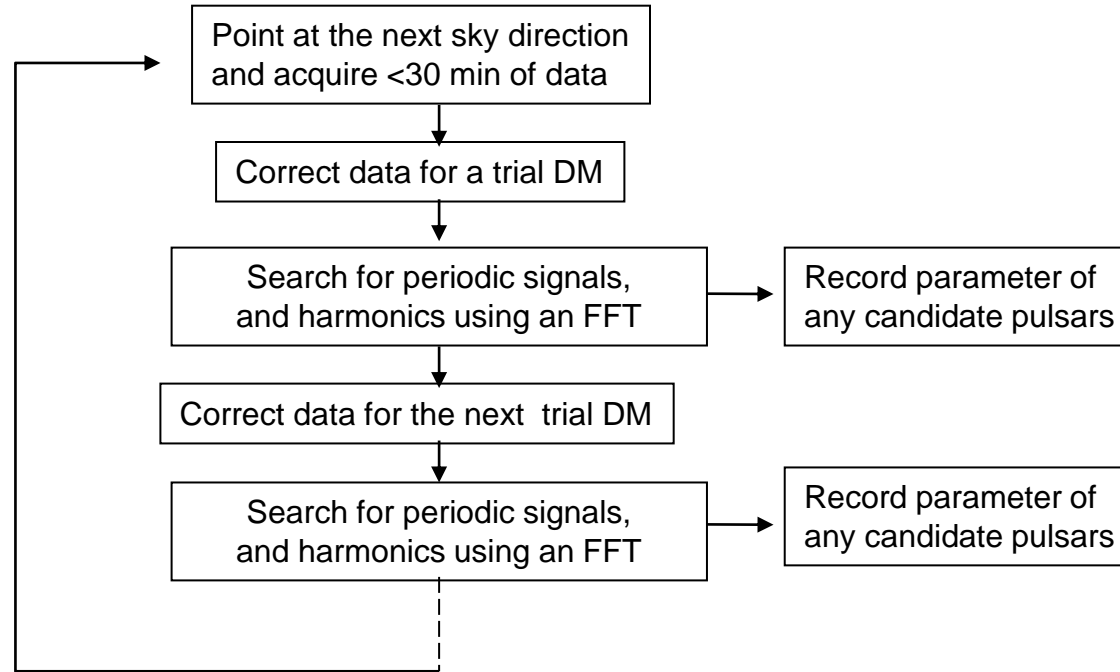 Point at the next sky direction
and acquire <30 min of data
Correct data for a trial DM
Search for periodic signals,
and harmonics using an FFT
Record parameter of
any candidate pulsars
Correct data for the next  trial DM
Search for periodic signals,
and harmonics using an FFT
Record parameter of
any candidate pulsars